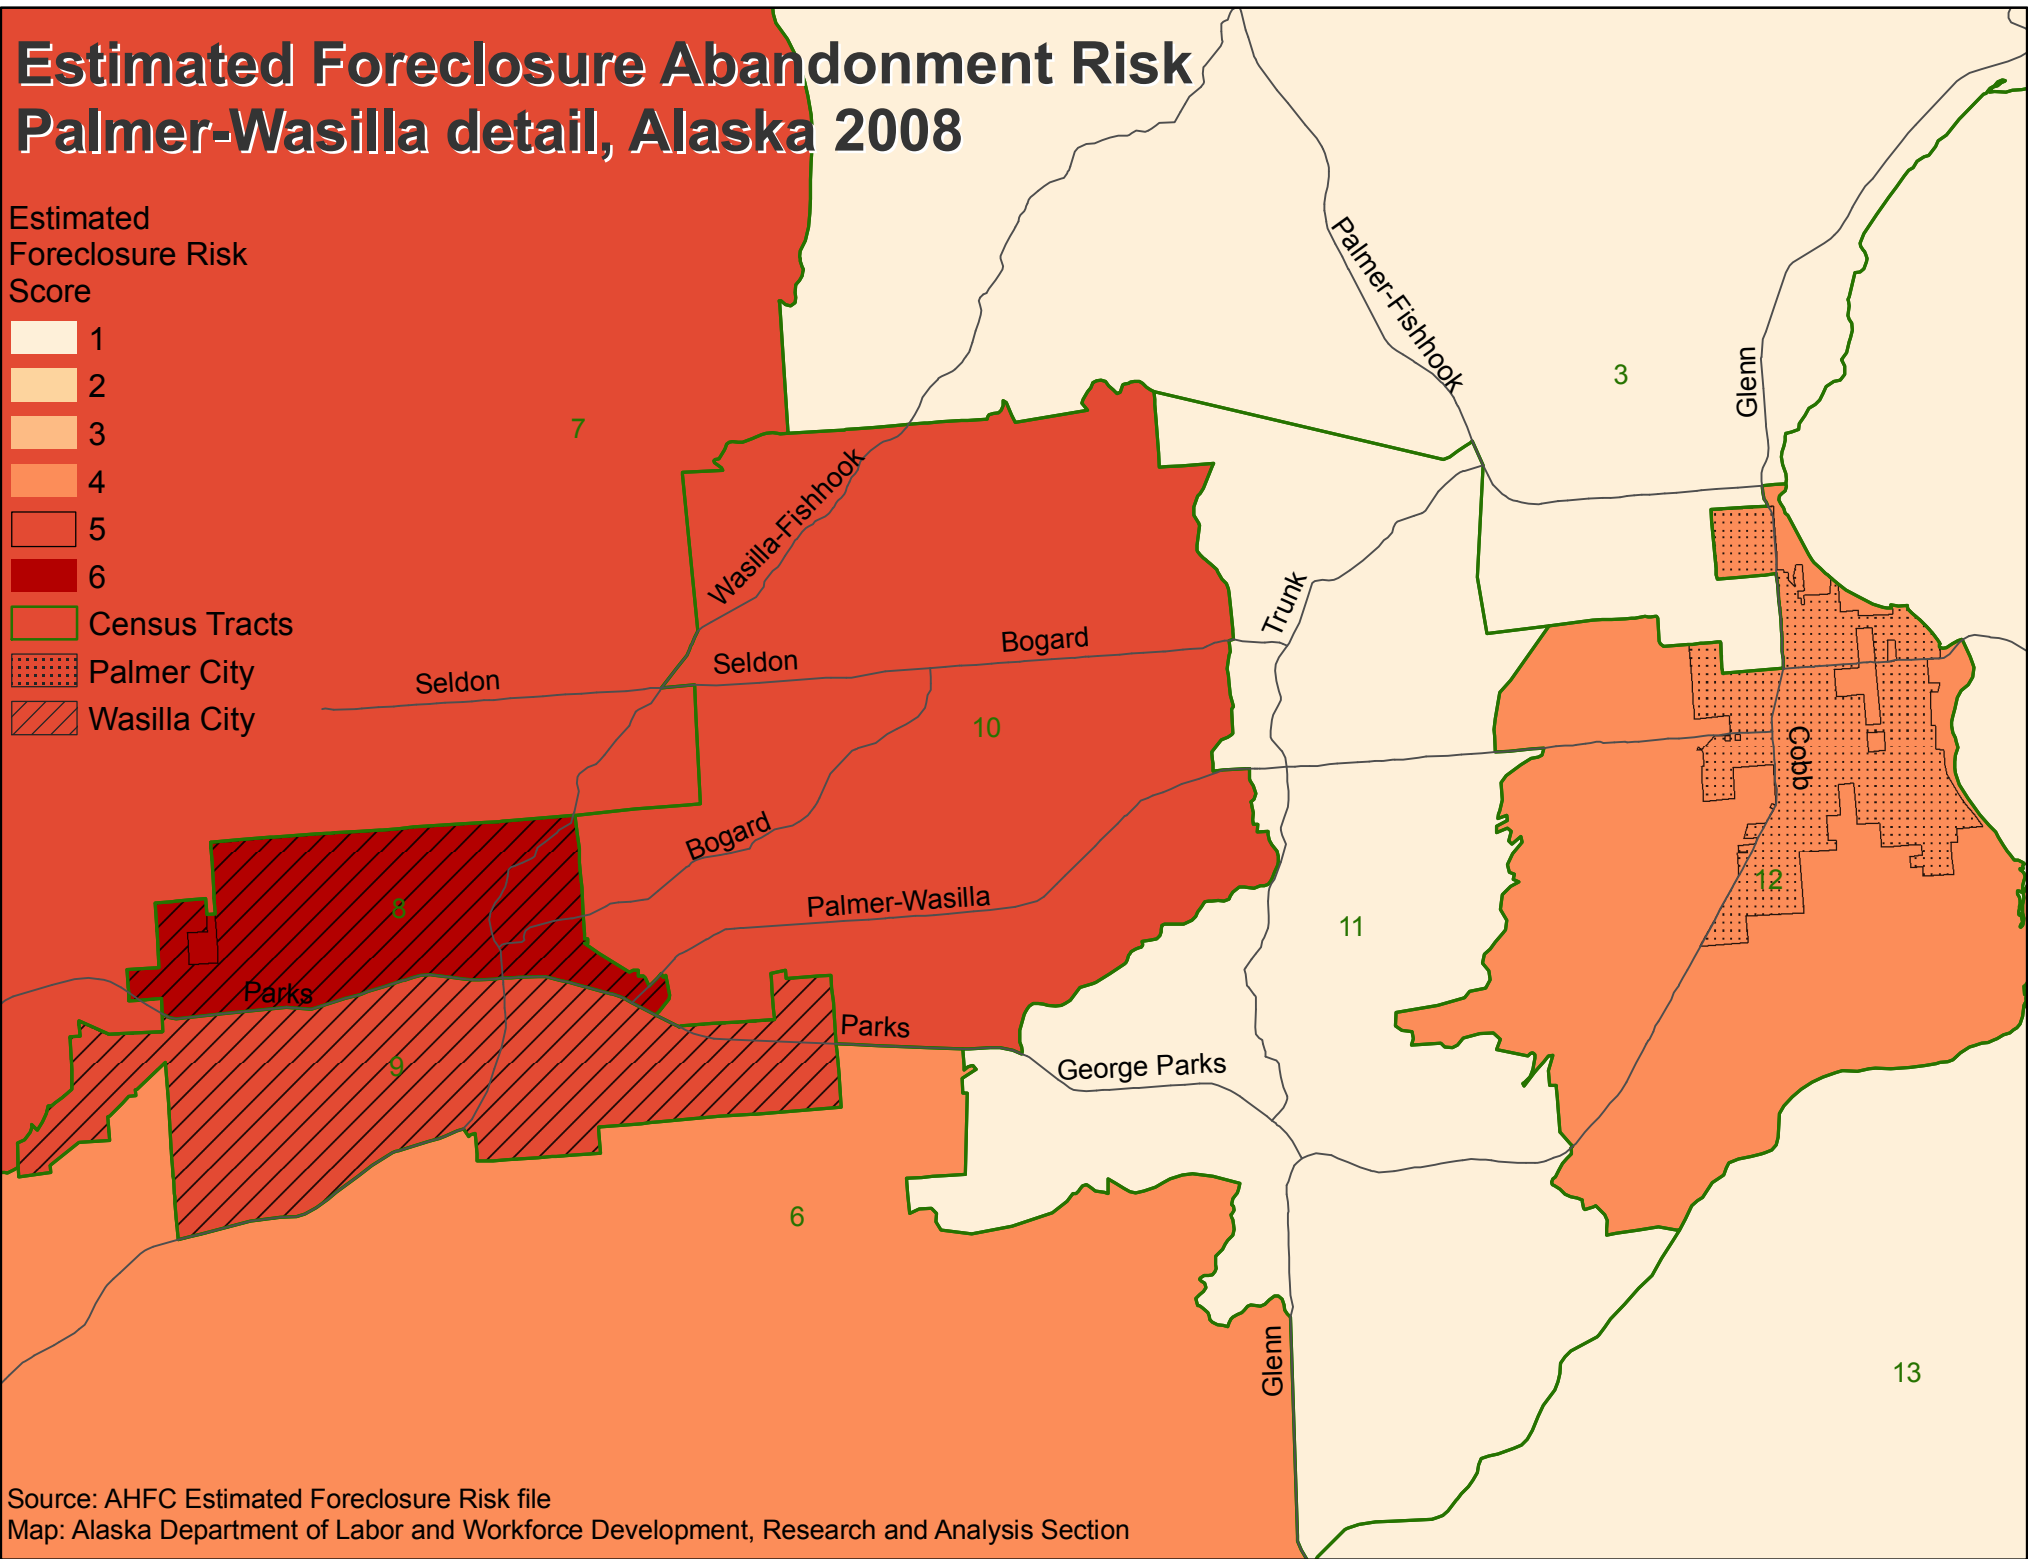 Estimated Foreclosure Abandonment Risk
Palmer-Wasilla detail, Alaska 2008
Estimated
Foreclosure Risk
Score
1
2
3
4
5
6
Census Tracts
Palmer City
Wasilla City
Palmer-Fishhook
3
Glenn
7
Wasilla-Fishhook
Trunk
Bogard
Seldon
Seldon
10
Cobb
Bogard
12
Palmer-Wasilla
8
11
Parks
Parks
9
George Parks
6
Glenn
13
Source: AHFC Estimated Foreclosure Risk file
Map: Alaska Department of Labor and Workforce Development, Research and Analysis Section